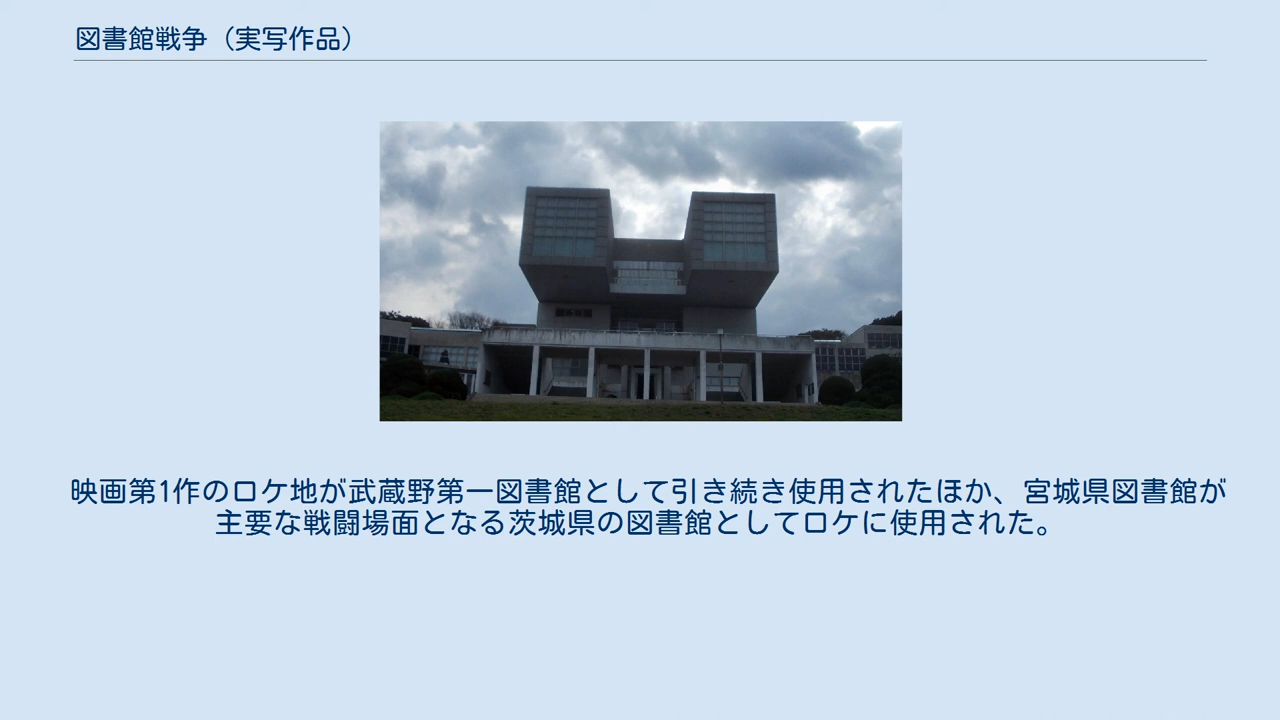 図書館戦争（実写作品）
映画第1作のロケ地が武蔵野第一図書館として引き続き使用されたほか、宮城県図書館が
主要な戦闘場面となる茨城県の図書館としてロケに使用された。